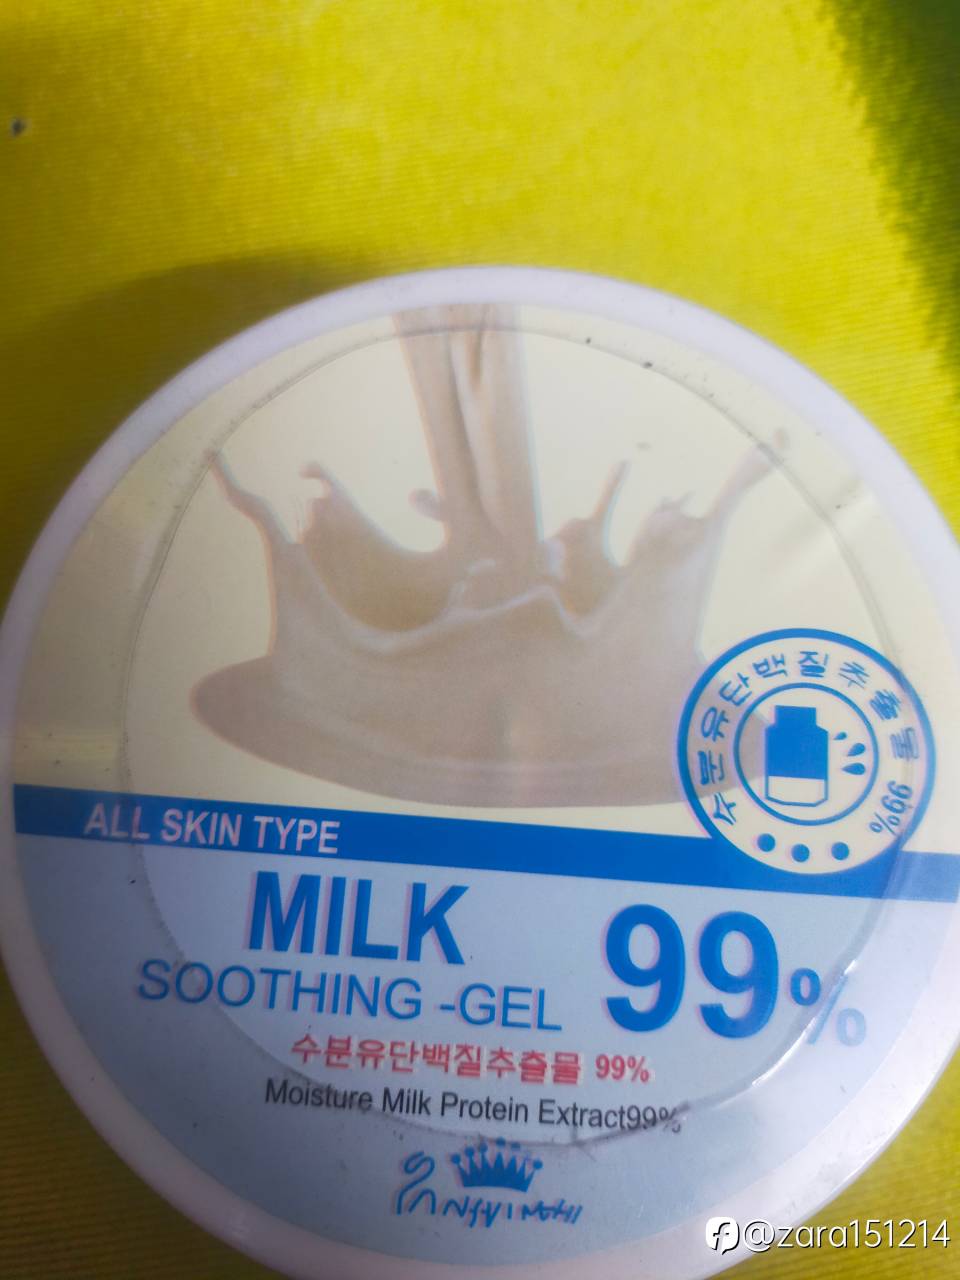 수분유단백질추출물 99%
ALL SKIN TYPE
MILK
SOOTHING -GEL
99%
수분유단백질추출물 99%
Moisture Milk Protein Extract99%
@zara151214